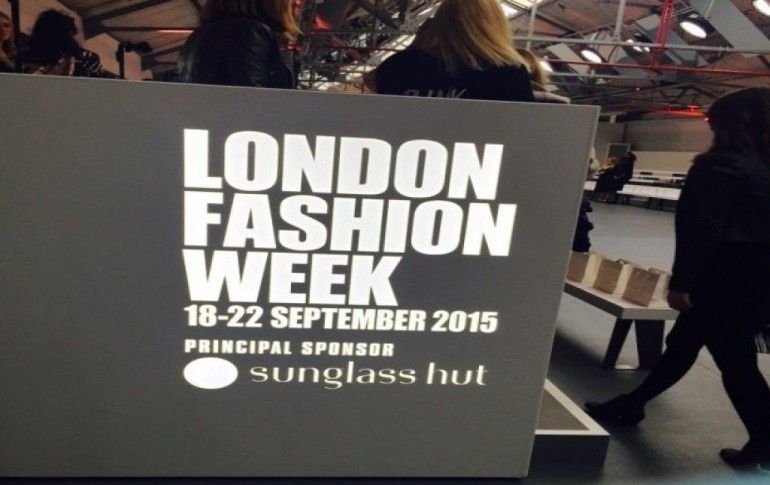 LONDON
FASHION
WEEK
18-22 SEPTEMBER 2015
PRINCIPAL SPONSOR
sunglass hut